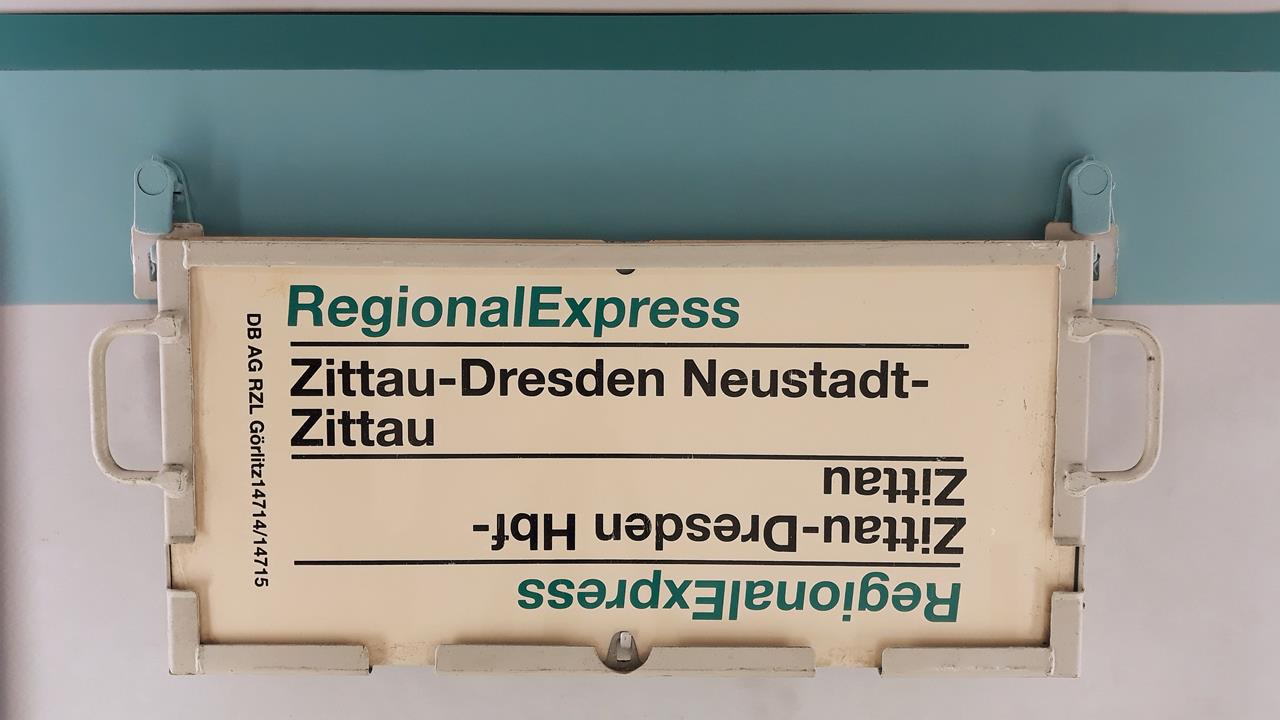 RegionalExpress
Zittau-Dresden Neustadt-
Zittau
RegionalExpress
Zittau-Dresden Hbf-
Zittau
DB AG RZL Görlitz14714/14715